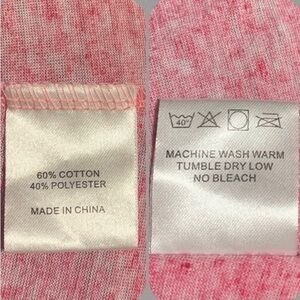 60% COTTON
40% POLYESTER
MADE IN CHINA
40°
MACHINE WASH WARM
TUMBLE DRY LOW
NO BLEACH